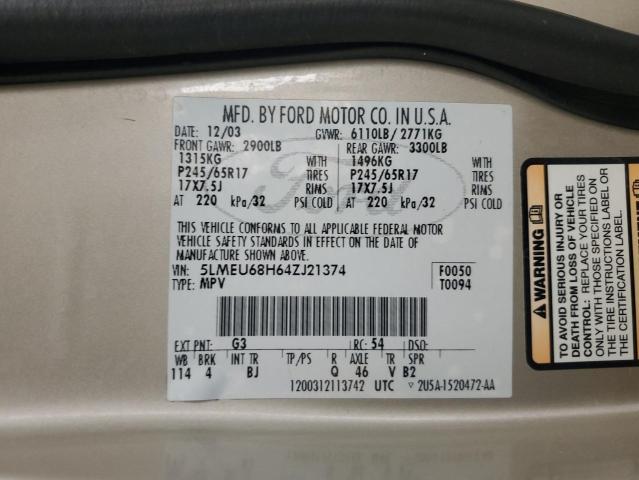 MFD. BY FORD MOTOR CO. IN U.S.A.
DATE: 12/03 GVWR: 6110LB/ 2771KG
FRONT GAWR: 2900LB REAR GAWR: 3300LB
1315KG WITH 1496KG WITH
P245/65R17 TIRES P245/65R17 TIRES
17X7.5J RIMS 17X7.5J RIMS
AT 220 kPa/32 PSI COLD AT 220 kPa/32 PSI COLD
Ford
THIS VEHICLE CONFORMS TO ALL APPLICABLE FEDERAL MOTOR
VEHICLE SAFETY STANDARDS IN EFFECT ON THE DATE OF
MANUFACTURE SHOWN ABOVE.
VIN: 5LMEU68H64ZJ21374 F0050
TYPE: MPV T0094
EXT PNT: G3 RC: 54 DSO:
WB BRK INT TR TP/PS R AXLE TR SPR
114 4 BJ Q 46 V B2
1200312113742 UTC 2U5A-1520472-AA
WARNING
TO AVOID SERIOUS INJURY OR
DEATH FROM LOSS OF VEHICLE
CONTROL: REPLACE YOUR TIRES
ONLY WITH THOSE SPECIFIED ON
THE TIRE INSTRUCTIONS LABEL OR
THE CERTIFICATION LABEL.